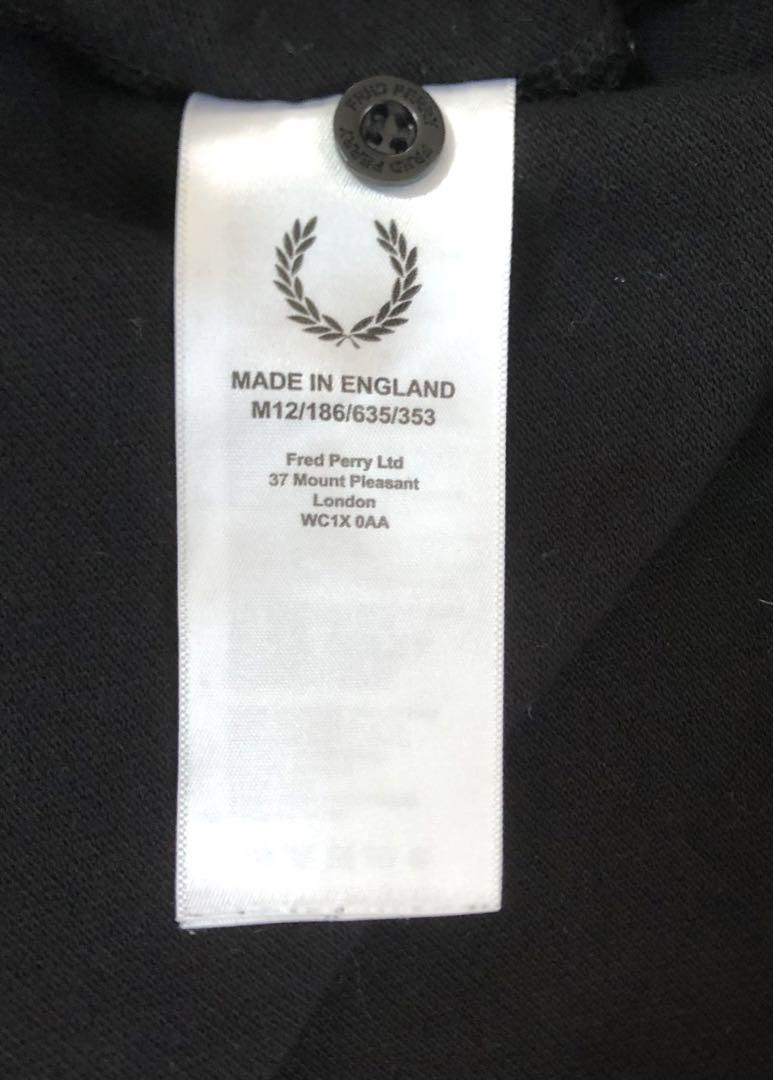 FRED PERRY FRED PERRY
MADE IN ENGLAND
M12/186/635/353
Fred Perry Ltd
37 Mount Pleasant
London
WC1X 0AA